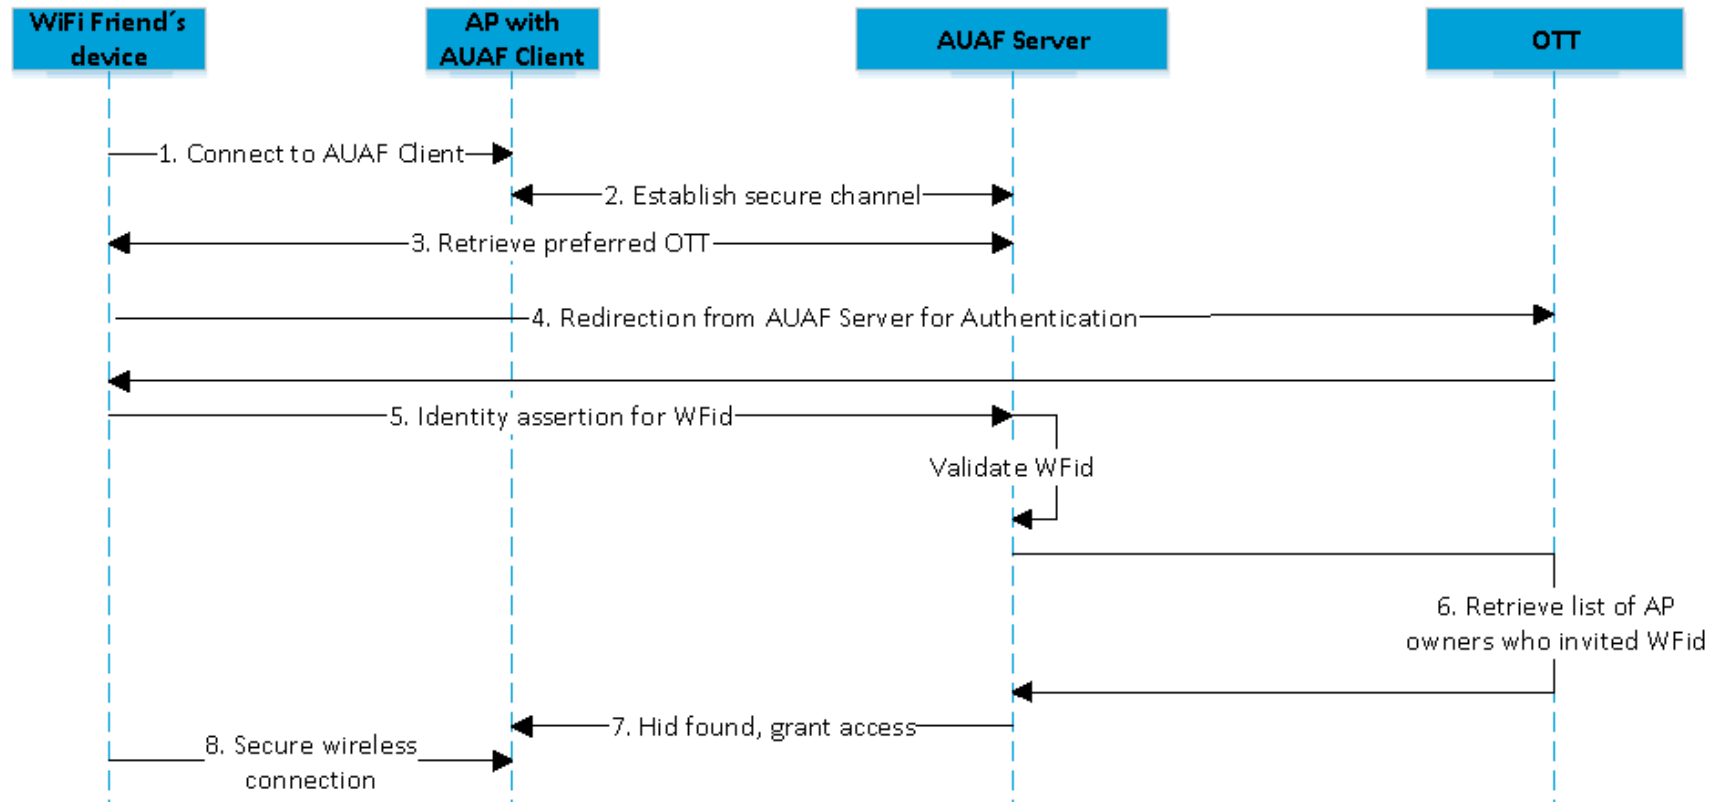 WiFi Friend´s
device
AP with
AUAF Client
AUAF Server
OTT
1. Connect to AUAF Client
2. Establish secure channel
3. Retrieve preferred OTT
4. Redirection from AUAF Server for Authentication
5. Identity assertion for WFid
Validate WFid
6. Retrieve list of AP
owners who invited WFid
7. Hid found, grant access
8. Secure wireless
connection